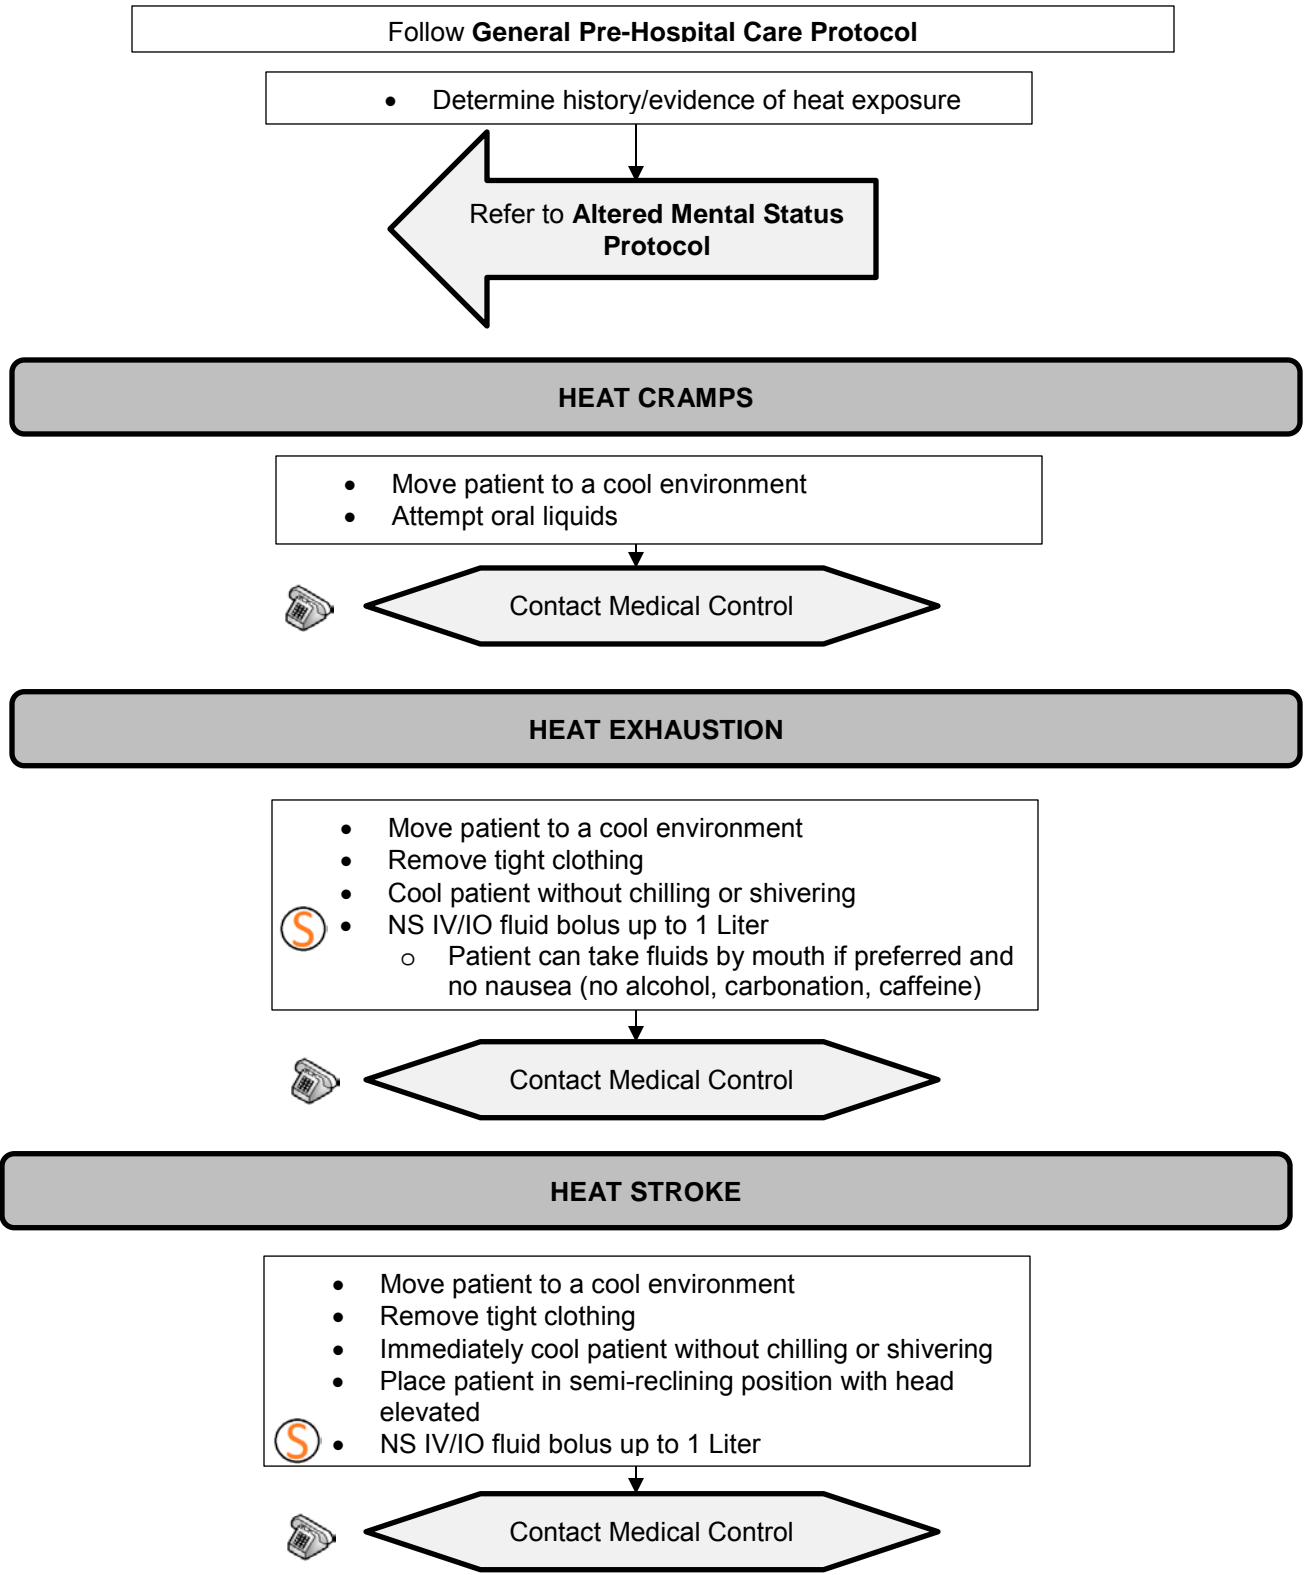 Follow General Pre-Hospital Care Protocol
• Determine history/evidence of heat exposure
Refer to Altered Mental Status
Protocol
HEAT CRAMPS
• Move patient to a cool environment
• Attempt oral liquids
Contact Medical Control
HEAT EXHAUSTION
• Move patient to a cool environment
• Remove tight clothing
• Cool patient without chilling or shivering
S • NS IV/IO fluid bolus up to 1 Liter
o Patient can take fluids by mouth if preferred and
no nausea (no alcohol, carbonation, caffeine)
Contact Medical Control
HEAT STROKE
• Move patient to a cool environment
• Remove tight clothing
• Immediately cool patient without chilling or shivering
• Place patient in semi-reclining position with head
elevated
S • NS IV/IO fluid bolus up to 1 Liter
Contact Medical Control